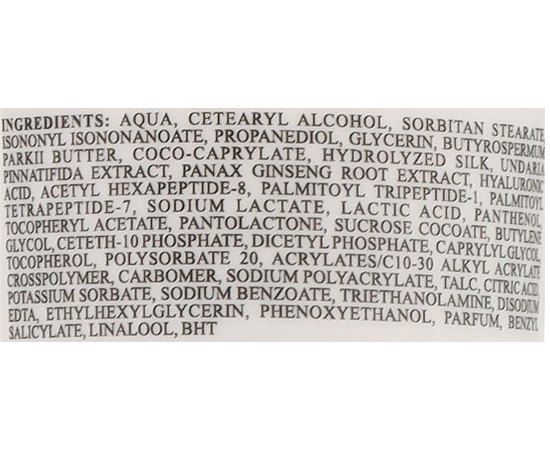 INGREDIENTS: AQUA, CETEARYL ALCOHOL, SORBITAN STEARATE,
ISONONYL ISONONANOATE, PROPANEDIOL, GLYCERIN, BUTYROSPERMUM
PARKII BUTTER, COCO-CAPRYLATE, HYDROLYZED SILK, UNDARIA
PINNATIFIDA EXTRACT, PANAX GINSENG ROOT EXTRACT, HYALURONIC
ACID, ACETYL HEXAPEPTIDE-8, PALMITOYL TRIPEPTIDE-1, PALMITOYL
TETRAPEPTIDE-7, SODIUM LACTATE, LACTIC ACID, PANTHENOL,
TOCOPHERYL ACETATE, PANTOLACTONE, SUCROSE COCOATE, BUTYLENE
GLYCOL, CETETH-10 PHOSPHATE, DICETYL PHOSPHATE, CAPRYLYL GLYCOL,
TOCOPHEROL, POLYSORBATE 20, ACRYLATES/C10-30 ALKYL ACRYLATE
CROSSPOLYMER, CARBOMER, SODIUM POLYACRYLATE, TALC, CITRIC ACID,
POTASSIUM SORBATE, SODIUM BENZOATE, TRIETHANOLAMINE, DISODIUM
EDTA, ETHYLHEXYLGLYCERIN, PHENOXYETHANOL, PARFUM, BENZYL
SALICYLATE, LINALOOL, BHT